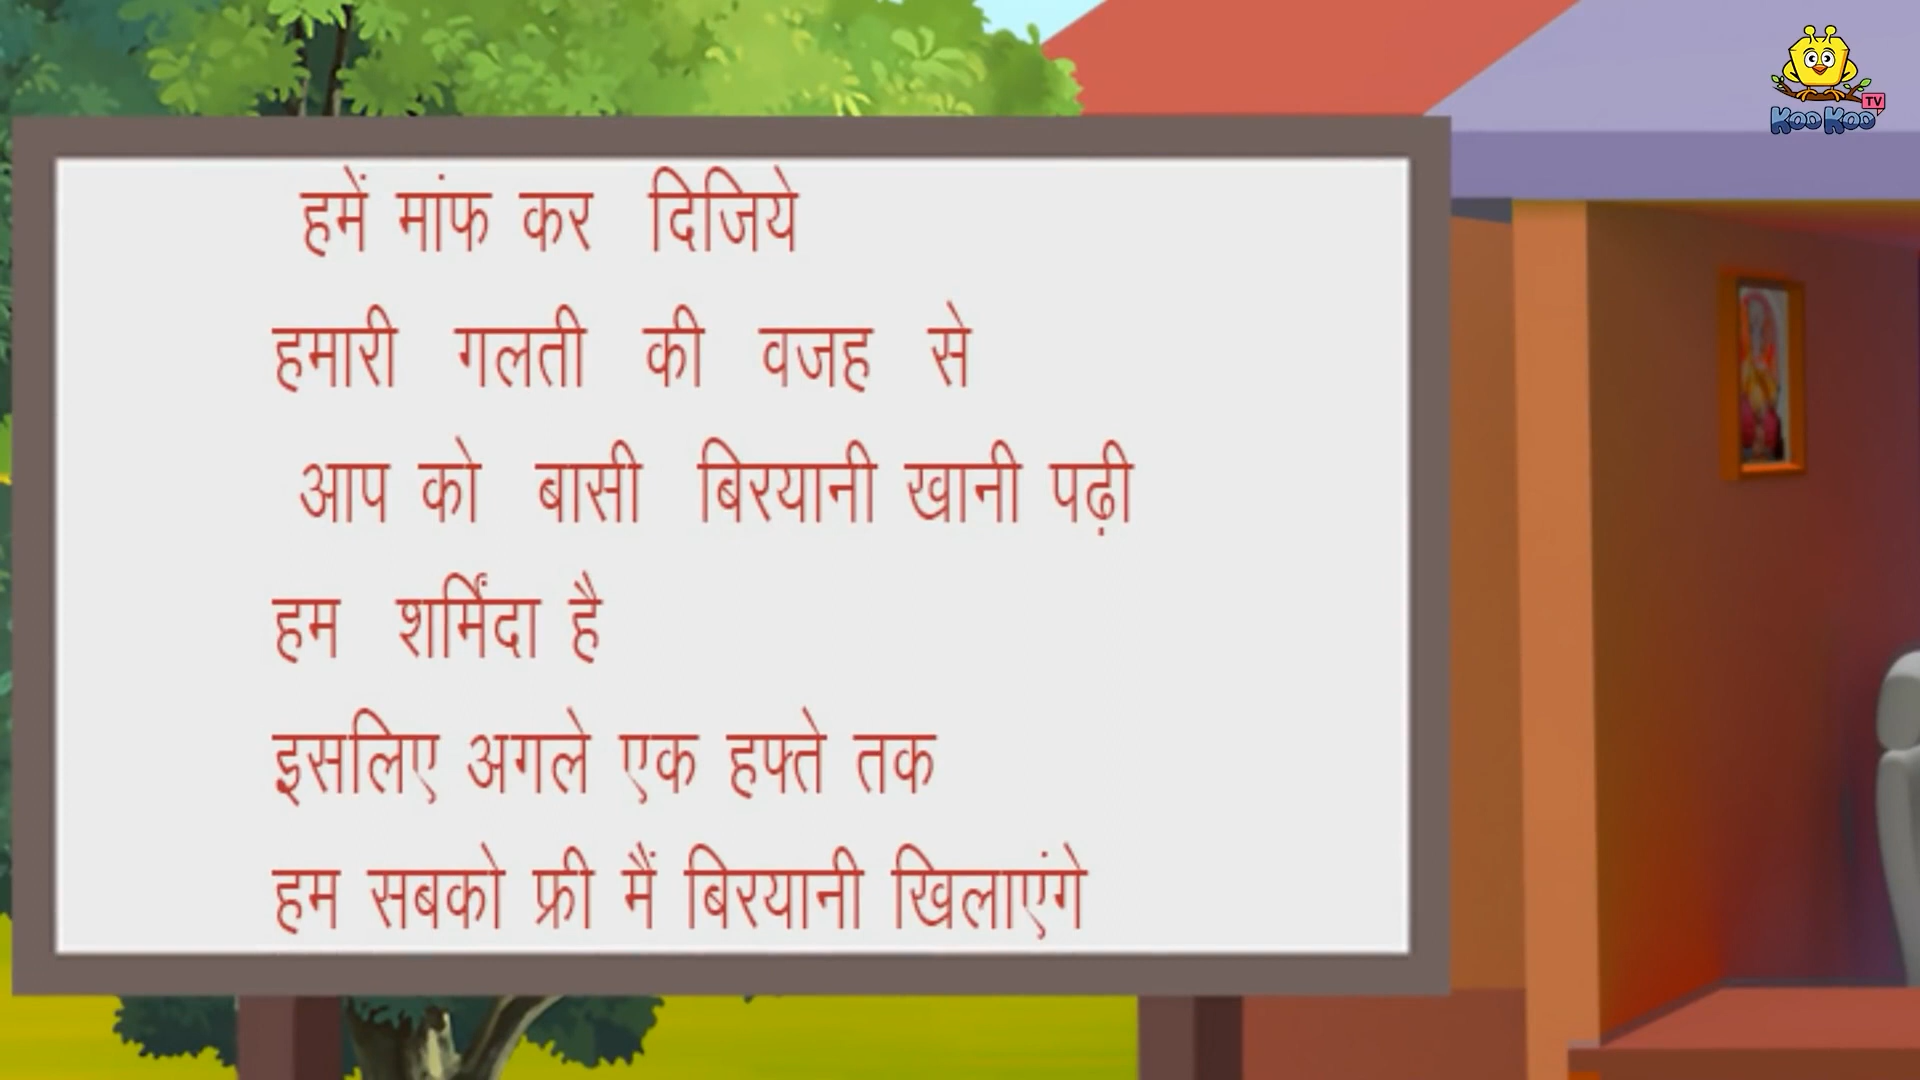 हमें मांफ कर दिजिये
हमारी गलती की वजह से
आप को बासी बिरयानी खानी पढ़ी
हम शर्मिंदा है
इसलिए अगले एक हफ्ते तक
हम सबको फ्री मैं बिरयानी खिलाएंगे
KOO KOO TV